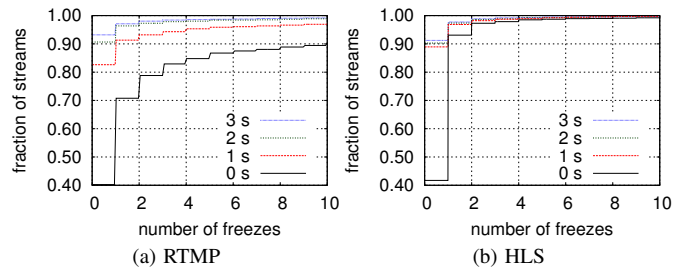 fraction of streams
1.00
0.90
0.80
0.70
0.60
0.50
0.40
3 s
2 s
1 s
0 s
0 2 4 6 8 10
number of freezes
(a) RTMP
fraction of streams
1.00
0.90
0.80
0.70
0.60
0.50
0.40
3 s
2 s
1 s
0 s
0 2 4 6 8 10
number of freezes
(b) HLS